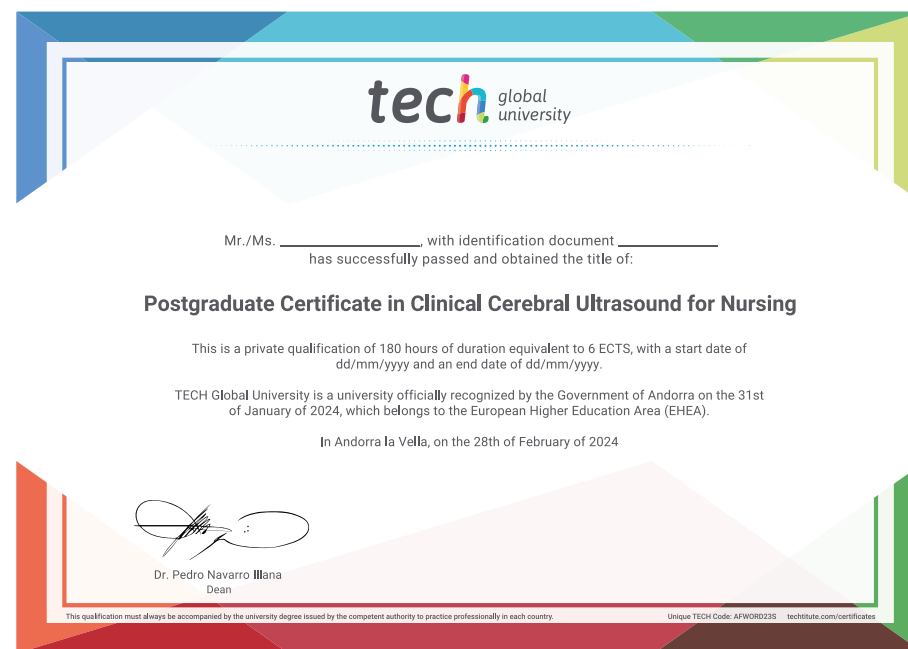 tech global
university
Mr./Ms. ____________, with identification document ____________
has successfully passed and obtained the title of:
Postgraduate Certificate in Clinical Cerebral Ultrasound for Nursing
This is a private qualification of 180 hours of duration equivalent to 6 ECTS, with a start date of
dd/mm/yyyy and an end date of dd/mm/yyyy.
TECH Global University is a university officially recognized by the Government of Andorra on the 31st
of January of 2024, which belongs to the European Higher Education Area (EHEA).
In Andorra la Vella, on the 28th of February of 2024
Dr. Pedro Navarro Illana
Dean
This qualification must always be accompanied by the university degree issued by the competent authority to practice professionally in each country.
Unique TECH Code: AFWORD23S techtitute.com/certificates